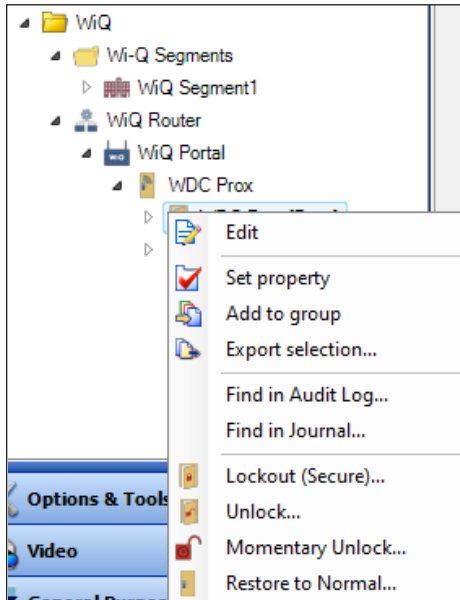 WiQ
Wi-Q Segments
WiQ Segment1
WiQ Router
WiQ Portal
WDC Prox
Edit
Set property
Add to group
Export selection...
Find in Audit Log...
Find in Journal...
Lockout (Secure)...
Options & Tools
Unlock...
Video
Momentary Unlock...
Restore to Normal...